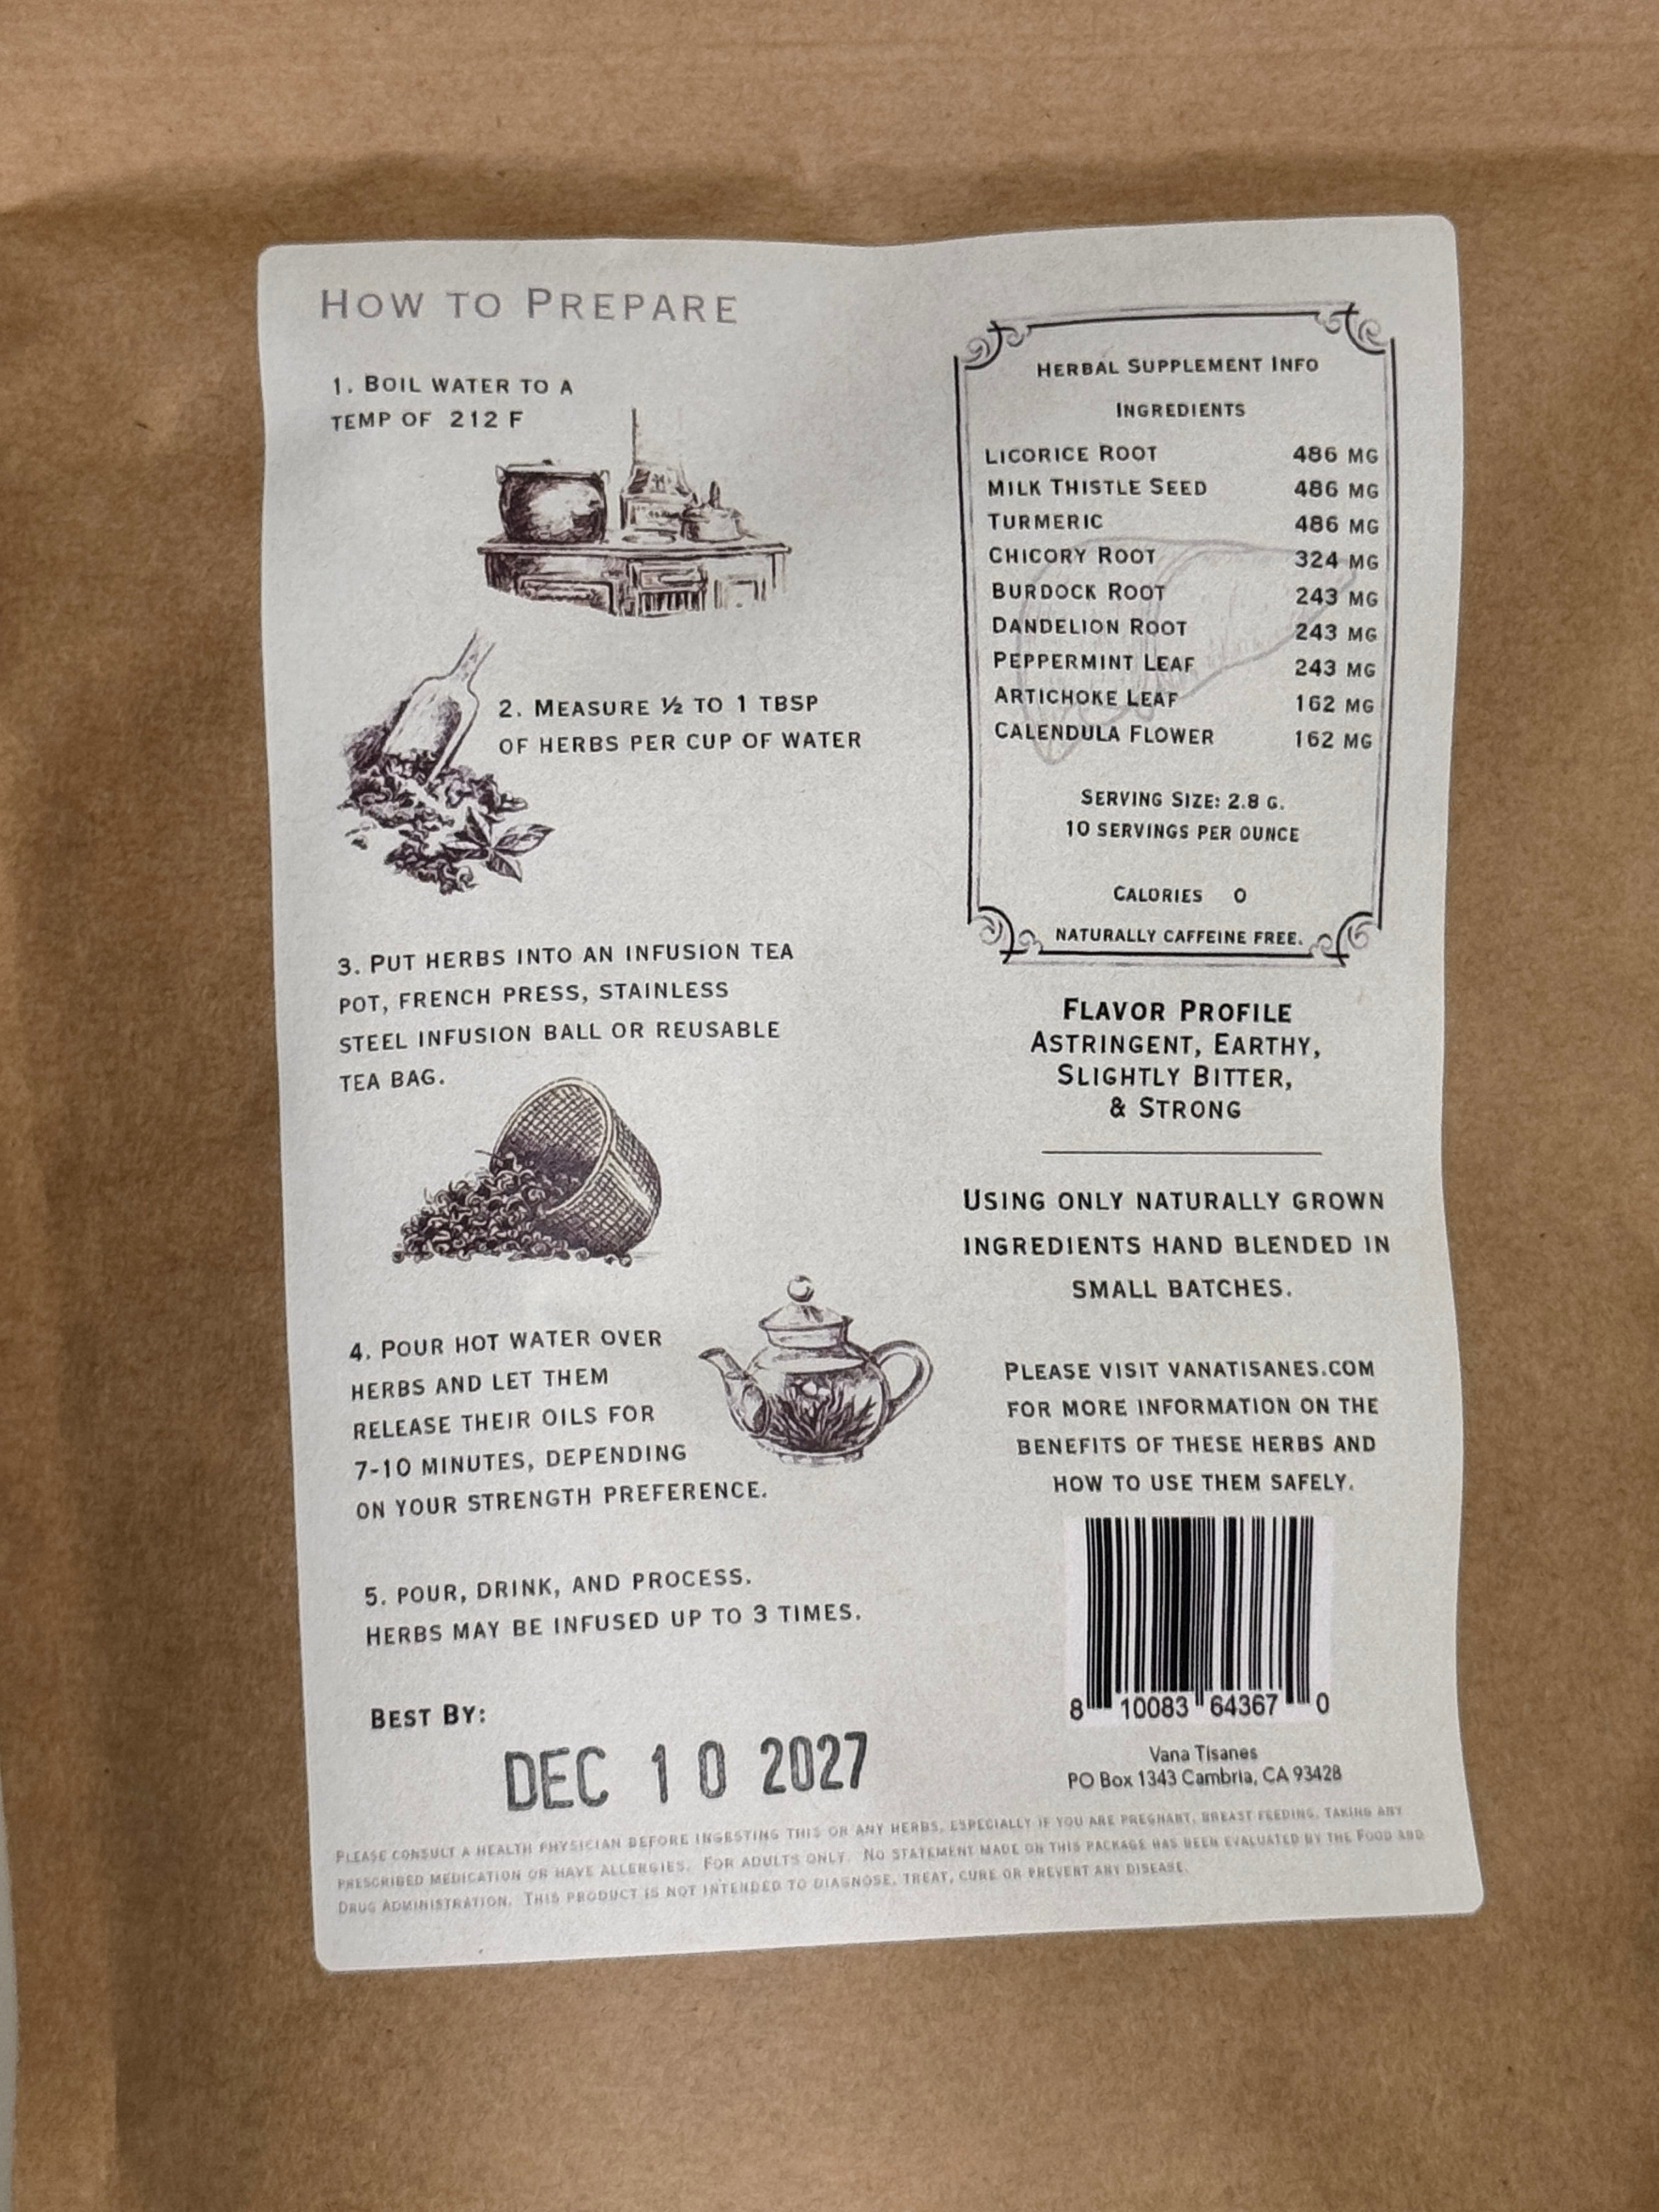 How to Prepare
1. Boil water to a
temp of 212 F
2. Measure ½ to 1 tbsp
of herbs per cup of water
3. Put herbs into an infusion tea
pot, french press, stainless
steel infusion ball or reusable
tea bag.
4. Pour hot water over
herbs and let them
release their oils for
7-10 minutes, depending
on your strength preference.
5. pour, drink, and process.
Herbs may be infused up to 3 times.
Best By:
DEC 10 2027
Herbal Supplement Info
Ingredients
Licorice Root 486 mg
Milk Thistle Seed 486 mg
Turmeric 486 mg
Chicory Root 324 mg
Burdock Root 243 mg
Dandelion Root 243 mg
Peppermint Leaf 243 mg
Artichoke Leaf 162 mg
Calendula Flower 162 mg
Serving Size: 2.8 g.
10 servings per ounce
Calories 0
naturally caffeine free.
Flavor Profile
Astringent, Earthy,
Slightly Bitter,
& Strong
Using only naturally grown
ingredients hand blended in
small batches.
Please visit vanatisanes.com
for more information on the
benefits of these herbs and
how to use them safely.
8 10083 64367 0
Vana Tisanes
PO Box 1343 Cambria, CA 93428
Please consult a health physician before ingesting this or any herbs, especially if you are pregnant, breast feeding, taking any
prescribed medication or have allergies. For adults only. No statement made on this package has been evaluated by the Food and
Drug Administration. This product is not intended to diagnose, treat, cure or prevent any disease.